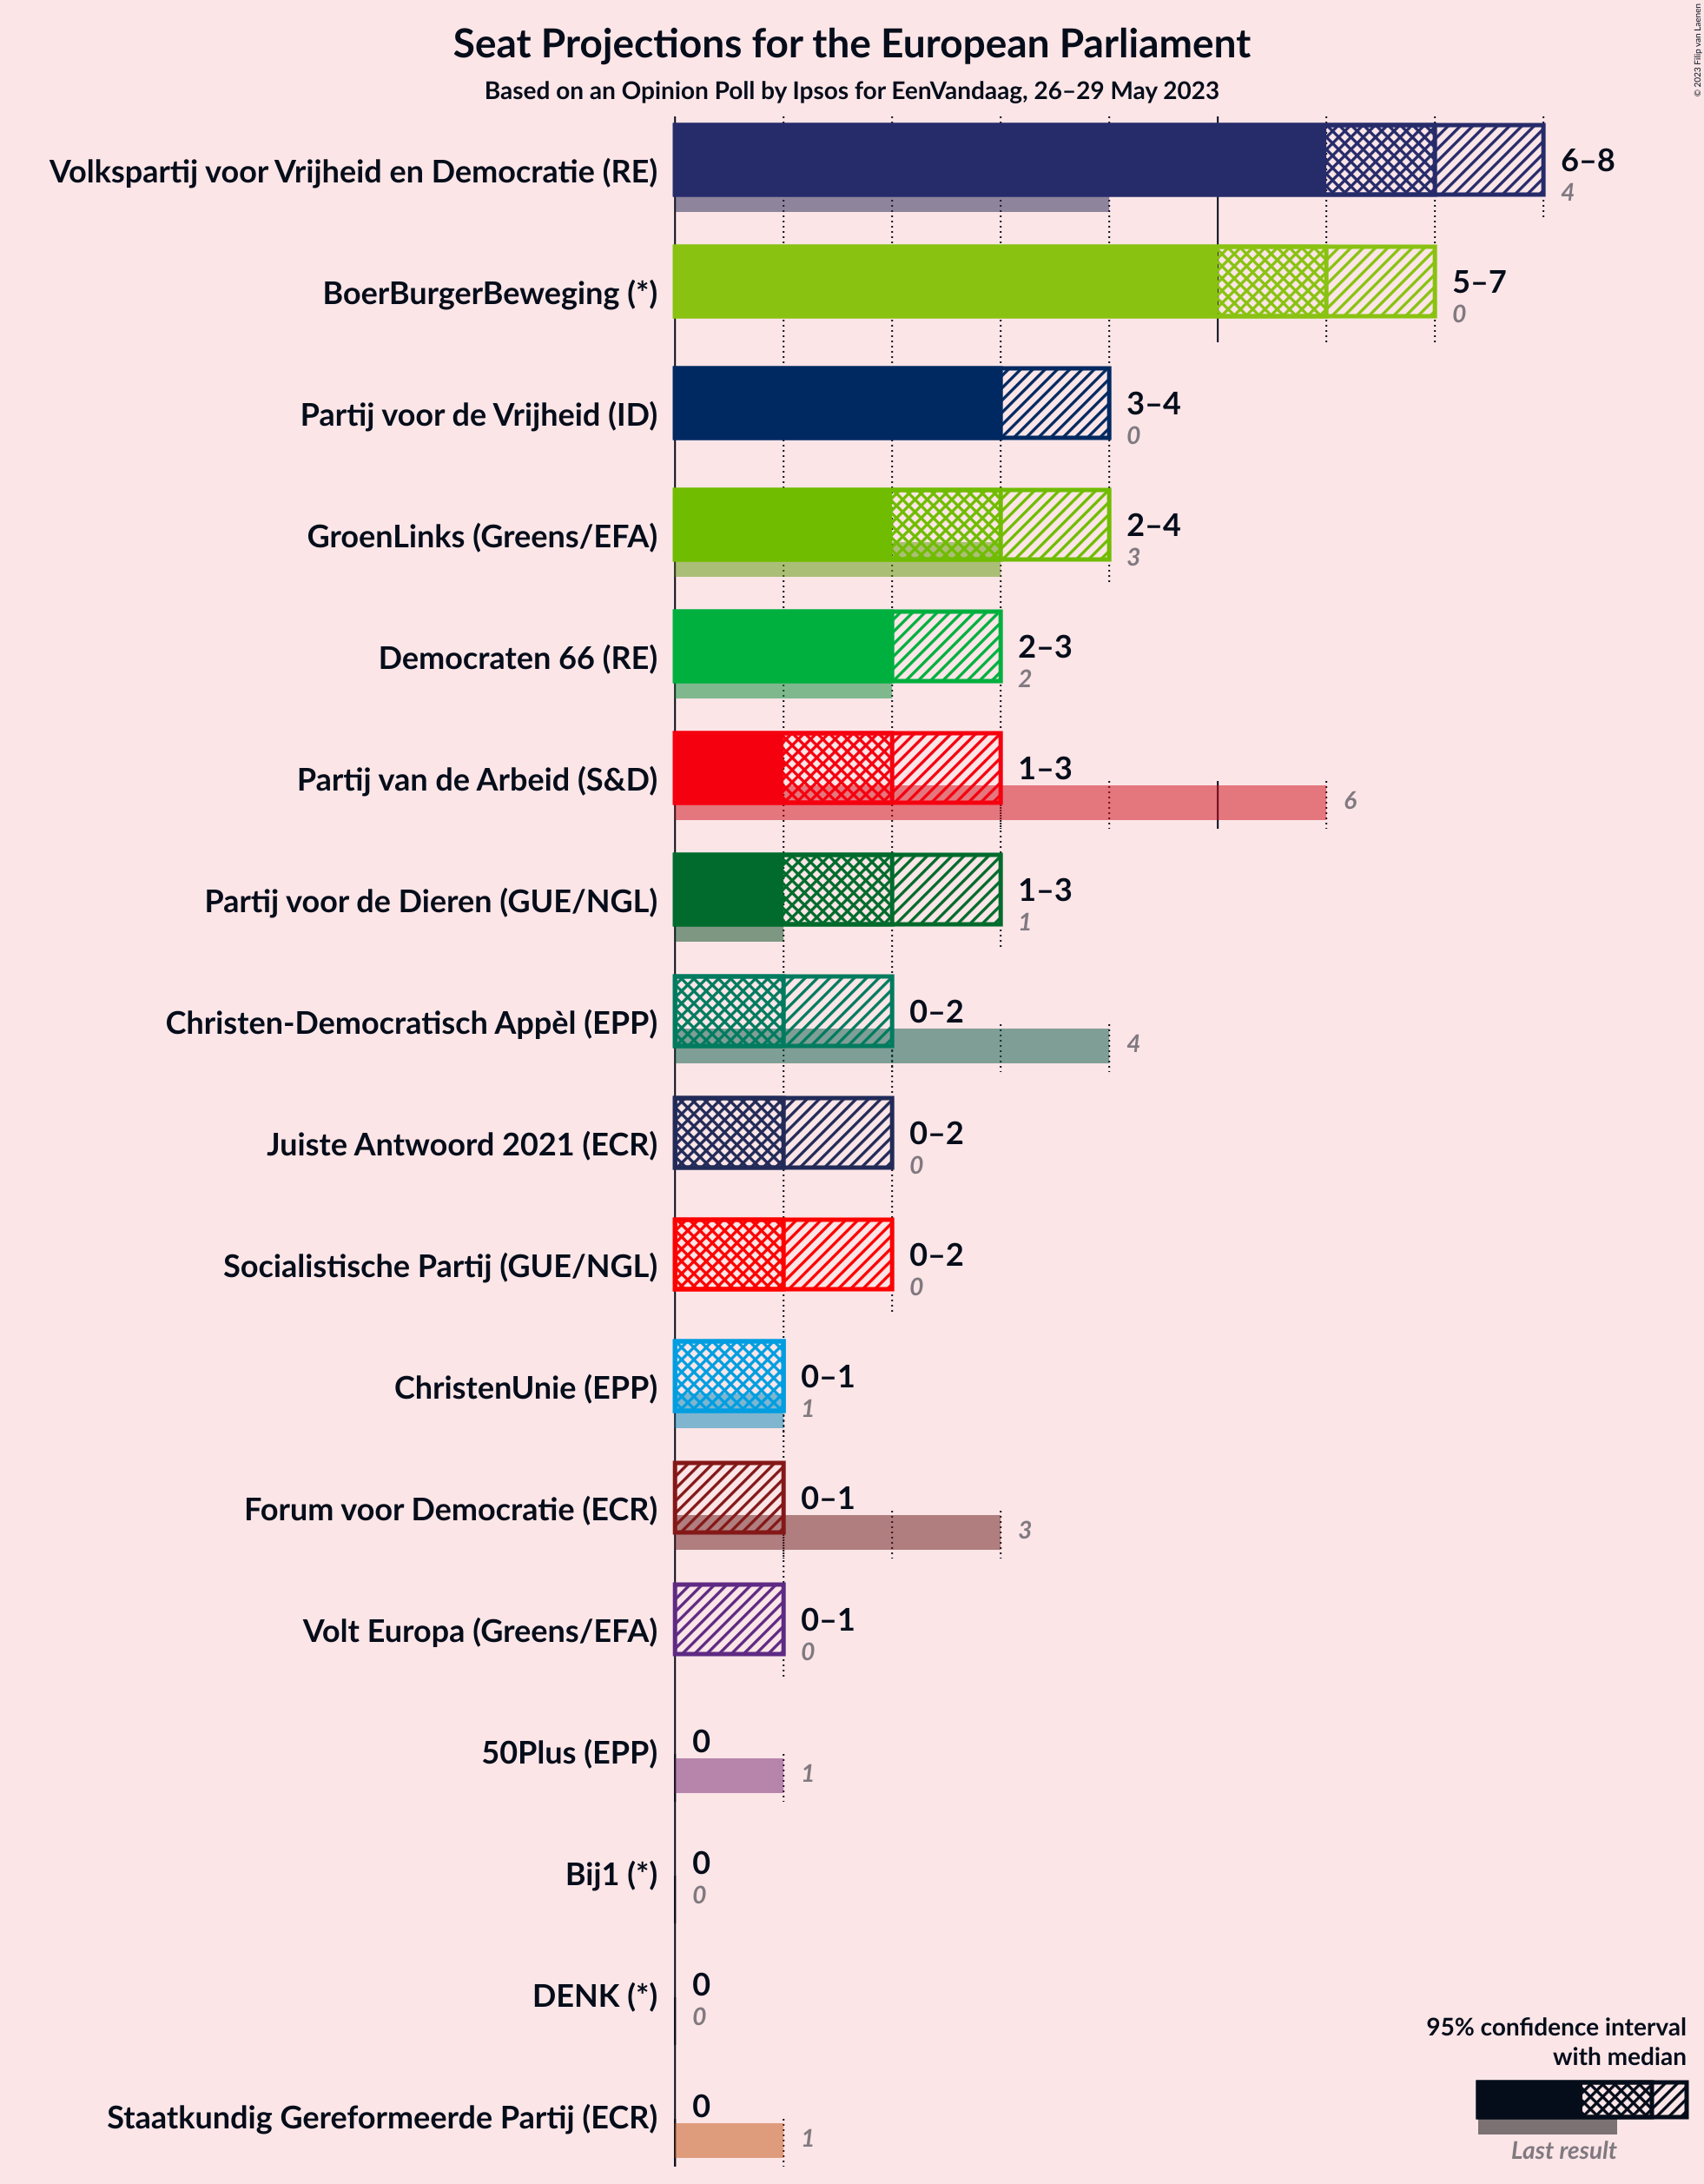 Seat Projections for the European Parliament
Based on an Opinion Poll by Ipsos for EenVandaag, 26–29 May 2023
© 2023 Filip van Laenen
Volkspartij voor Vrijheid en Democratie (RE)
6–8
4
BoerBurgerBeweging (*)
5–7
0
Partij voor de Vrijheid (ID)
3–4
0
GroenLinks (Greens/EFA)
2–4
3
Democraten 66 (RE)
2–3
2
Partij van de Arbeid (S&D)
1–3
6
Partij voor de Dieren (GUE/NGL)
1–3
1
Christen-Democratisch Appèl (EPP)
0–2
4
Juiste Antwoord 2021 (ECR)
0–2
0
Socialistische Partij (GUE/NGL)
0–2
0
ChristenUnie (EPP)
0–1
1
Forum voor Democratie (ECR)
0–1
3
Volt Europa (Greens/EFA)
0–1
0
50Plus (EPP)
0
1
Bij1 (*)
0
0
DENK (*)
0
0
Staatkundig Gereformeerde Partij (ECR)
0
1
95% confidence interval
with median
Last result